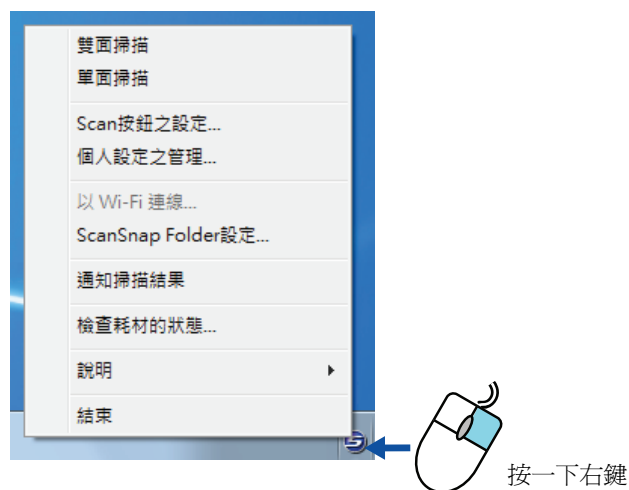 雙面掃描
單面掃描
Scan按鈕之設定...
個人設定之管理...
以 Wi-Fi 連線...
ScanSnap Folder設定...
通知掃描結果
檢查耗材的狀態...
說明
結束
按一下右鍵